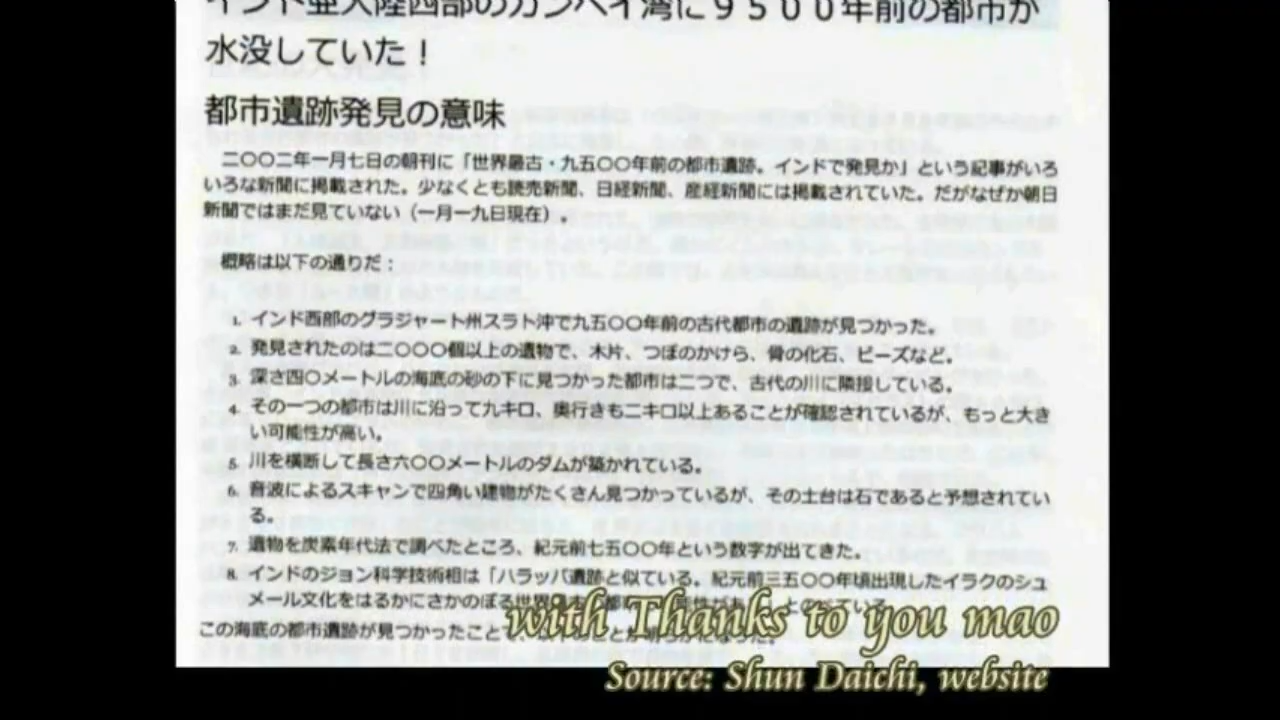 インド亜大陸西部のカンベイ湾に９５００年前の都市が
水没していた！
都市遺跡発見の意味
二〇〇二年一月七日の朝刊に「世界最古・九五〇〇年前の都市遺跡。インドで発見か」という記事がいろ
いろな新聞に掲載された。少なくとも読売新聞、日経新聞、産経新聞には掲載されていた。だがなぜか朝日
新聞ではまだ見ていない（一月一九日現在）。
概略は以下の通りだ：
1. インド西部のグラジャート州スラト沖で九五〇〇年前の古代都市の遺跡が見つかった。
2. 発見されたのは二〇〇〇個以上の遺物で、木片、つぼのかけら、骨の化石、ビーズなど。
3. 深さ四〇メートルの海底の砂の下に見つかった都市は二つで、古代の川に隣接している。
4. その一つの都市は川に沿って九キロ、奥行きも二キロ以上あることが確認されているが、もっと大き
い可能性が高い。
5. 川を横断して長さ六〇〇メートルのダムが築かれている。
6. 音波によるスキャンで四角い建物がたくさん見つかっているが、その土台は石であると予想されてい
る。
7. 遺物を炭素年代法で調べたところ、紀元前七五〇〇年という数字が出てきた。
8. インドのジョシ科学技術相は「ハラッパ遺跡と似ている。紀元前三五〇〇年頃出現したイラクのシュ
メール文化をはるかにさかのぼる世界
この海底の都市遺跡が見つかったことで、
with Thanks to you mao
Source: Shun Daichi, website